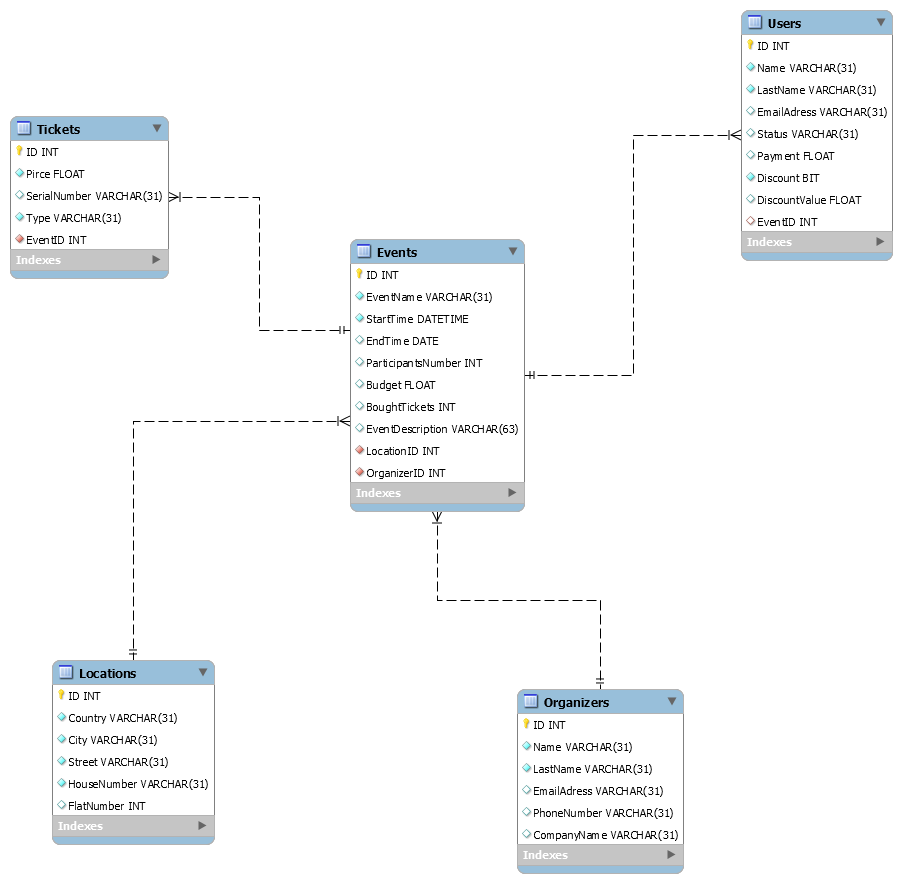 Users
ID INT
Name VARCHAR(31)
LastName VARCHAR(31)
EmailAdress VARCHAR(31)
Status VARCHAR(31)
Payment FLOAT
Discount BIT
DiscountValue FLOAT
EventID INT
Indexes
Tickets
ID INT
Pirce FLOAT
SerialNumber VARCHAR(31)
Type VARCHAR(31)
EventID INT
Indexes
Events
ID INT
EventName VARCHAR(31)
StartTime DATETIME
EndTime DATE
ParticipantsNumber INT
Budget FLOAT
BoughtTickets INT
EventDescription VARCHAR(63)
LocationID INT
OrganizerID INT
Indexes
Locations
ID INT
Country VARCHAR(31)
City VARCHAR(31)
Street VARCHAR(31)
HouseNumber VARCHAR(31)
FlatNumber INT
Indexes
Organizers
ID INT
Name VARCHAR(31)
LastName VARCHAR(31)
EmailAdress VARCHAR(31)
PhoneNumber VARCHAR(31)
CompanyName VARCHAR(31)
Indexes